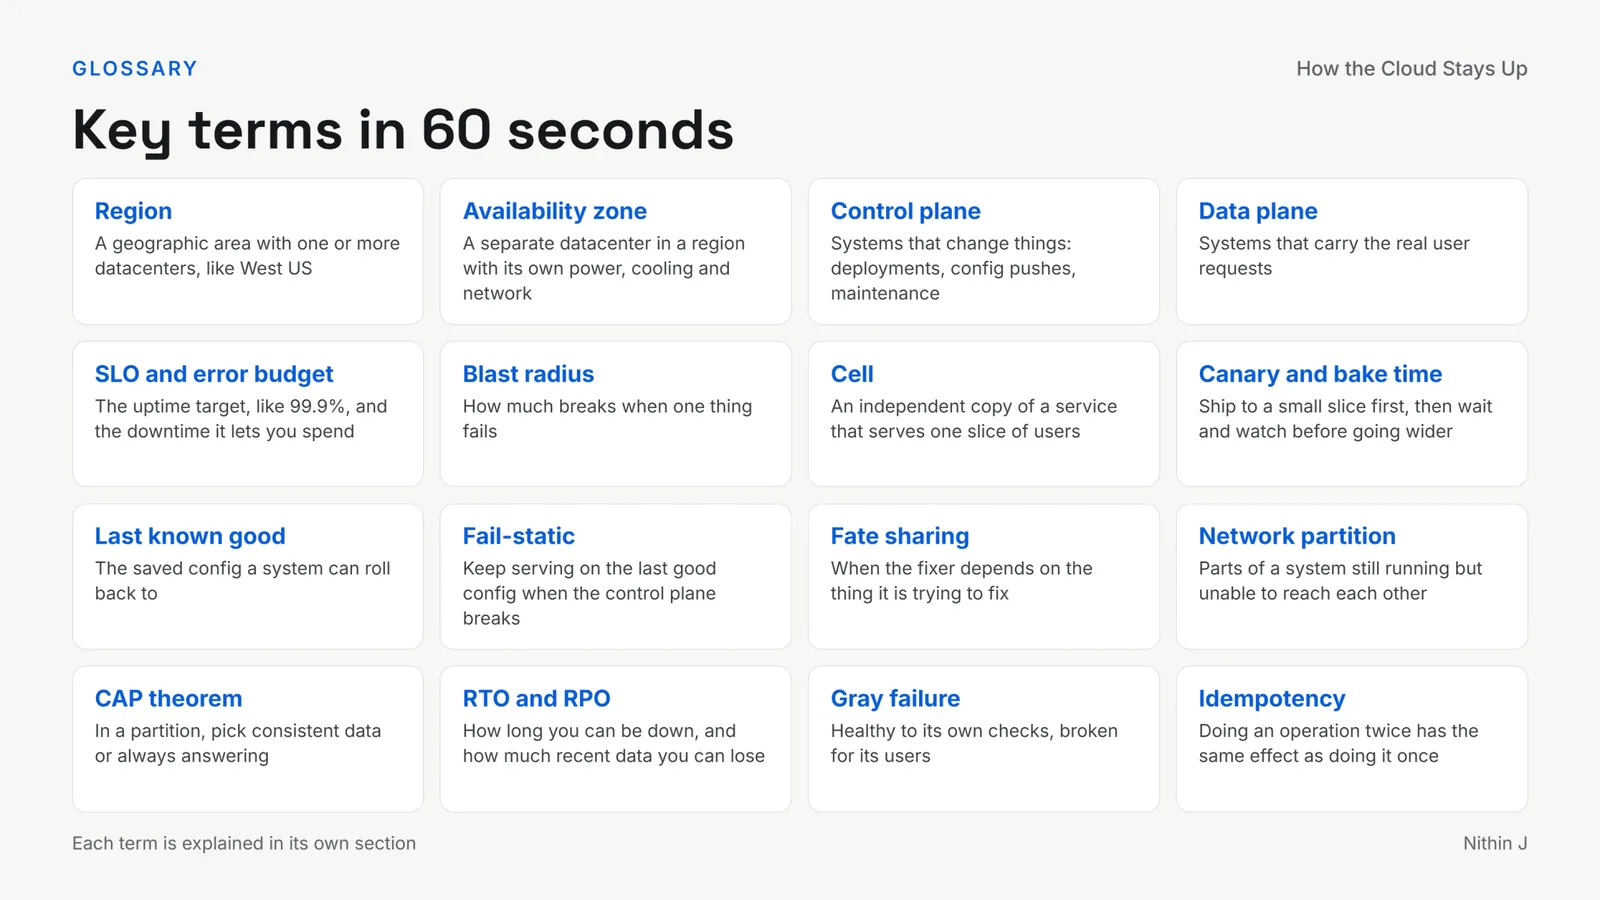 GLOSSARY
How the Cloud Stays Up
Key terms in 60 seconds
Region
A geographic area with one or more
datacenters, like West US
Availability zone
A separate datacenter in a region
with its own power, cooling and
network
Control plane
Systems that change things:
deployments, config pushes,
maintenance
Data plane
Systems that carry the real user
requests
SLO and error budget
The uptime target, like 99.9%, and
the downtime it lets you spend
Blast radius
How much breaks when one thing
fails
Cell
An independent copy of a service
that serves one slice of users
Canary and bake time
Ship to a small slice first, then wait
and watch before going wider
Last known good
The saved config a system can roll
back to
Fail-static
Keep serving on the last good
config when the control plane
breaks
Fate sharing
When the fixer depends on the
thing it is trying to fix
Network partition
Parts of a system still running but
unable to reach each other
CAP theorem
In a partition, pick consistent data
or always answering
RTO and RPO
How long you can be down, and
how much recent data you can lose
Gray failure
Healthy to its own checks, broken
for its users
Idempotency
Doing an operation twice has the
same effect as doing it once
Each term is explained in its own section
Nithin J